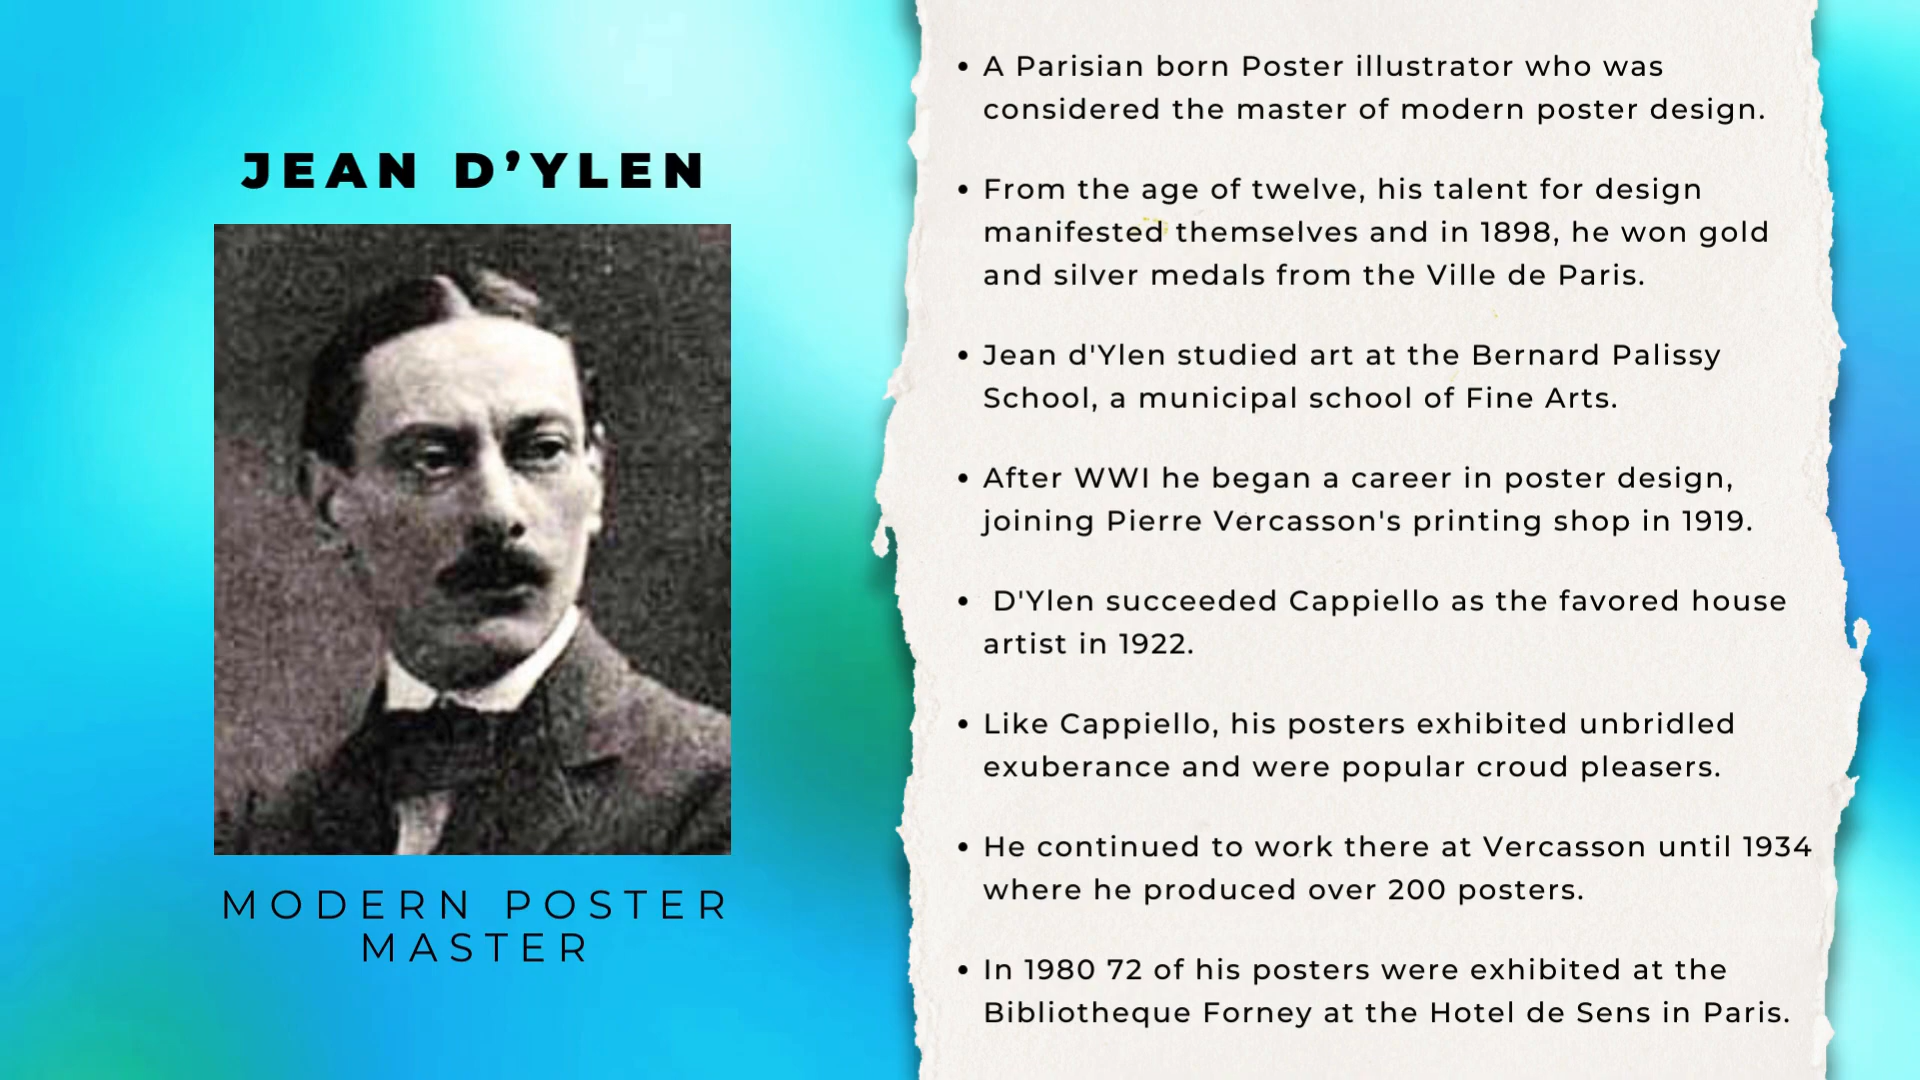 JEAN D’YLEN
MODERN POSTER
MASTER
• A Parisian born Poster illustrator who was
considered the master of modern poster design.
• From the age of twelve, his talent for design
manifested themselves and in 1898, he won gold
and silver medals from the Ville de Paris.
• Jean d'Ylen studied art at the Bernard Palissy
School, a municipal school of Fine Arts.
• After WWI he began a career in poster design,
joining Pierre Vercasson's printing shop in 1919.
• D'Ylen succeeded Cappiello as the favored house
artist in 1922.
• Like Cappiello, his posters exhibited unbridled
exuberance and were popular croud pleasers.
• He continued to work there at Vercasson until 1934
where he produced over 200 posters.
• In 1980 72 of his posters were exhibited at the
Bibliotheque Forney at the Hotel de Sens in Paris.